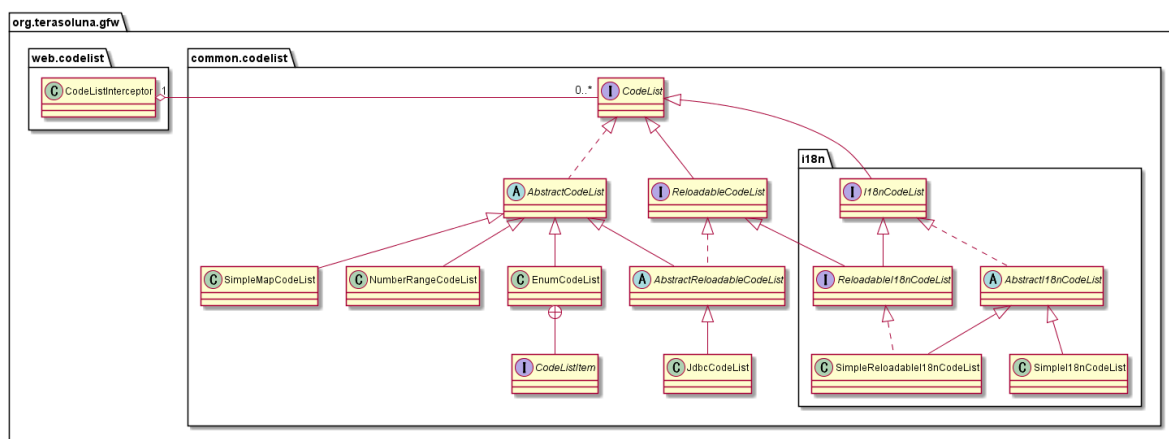 org.terasoluna.gfw
web.codelist
common.codelist
C CodeListInterceptor
1
0..*
I CodeList
i18n
A AbstractCodeList
I ReloadableCodeList
I I18nCodeList
C SimpleMapCodeList
C NumberRangeCodeList
C EnumCodeList
A AbstractReloadableCodeList
I ReloadableI18nCodeList
A AbstractI18nCodeList
I CodeListItem
C JdbcCodeList
C SimpleReloadableI18nCodeList
C SimpleI18nCodeList